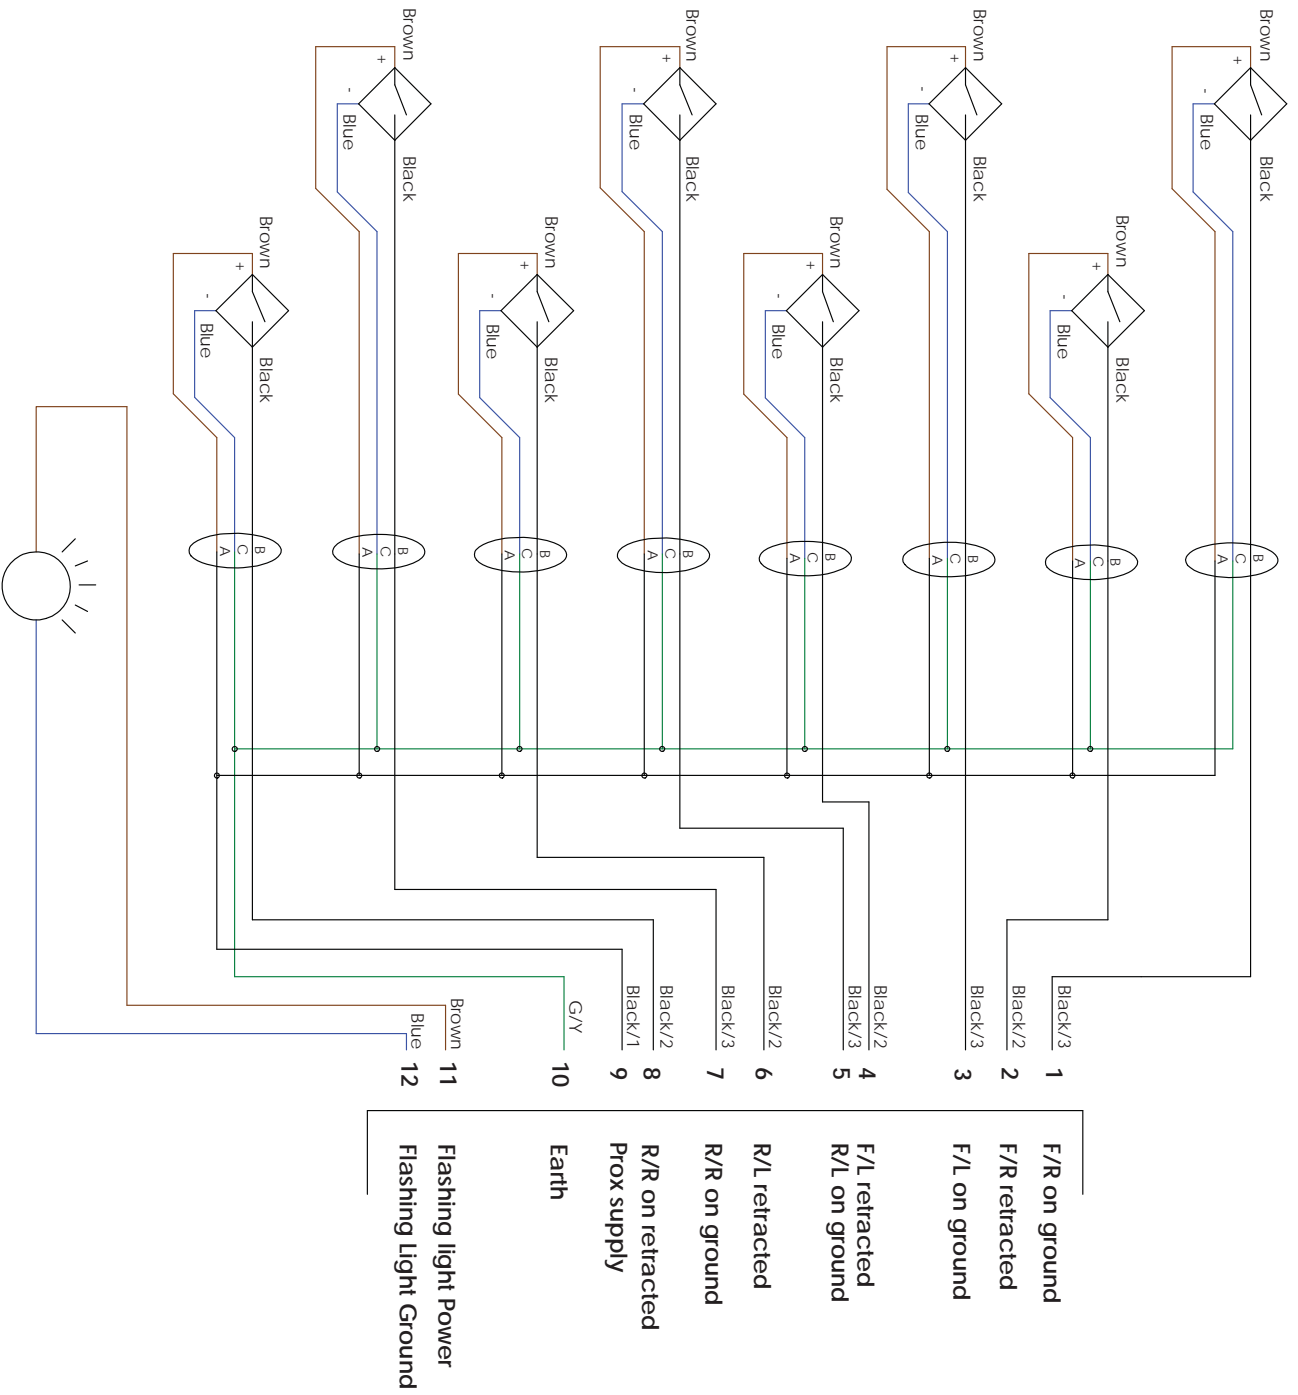 Brown
+
-
Blue
Black
B
C
A
Brown
+
-
Blue
Black
B
C
A
Brown
+
-
Blue
Black
B
C
A
Brown
+
-
Blue
Black
B
C
A
Brown
+
-
Blue
Black
B
C
A
Brown
+
-
Blue
Black
B
C
A
Brown
+
-
Blue
Black
B
C
A
Brown
+
-
Blue
Black
B
C
A
Black/3 1 F/R on ground
Black/2 2 F/R retracted
Black/3 3 F/L on ground
Black/2 4 F/L retracted
Black/3 5 R/L on ground
Black/2 6 R/L retracted
Black/3 7 R/R on ground
Black/2 8 R/R on retracted
Black/1 9 Prox supply
G/Y 10 Earth
Brown 11 Flashing light Power
Blue 12 Flashing Light Ground